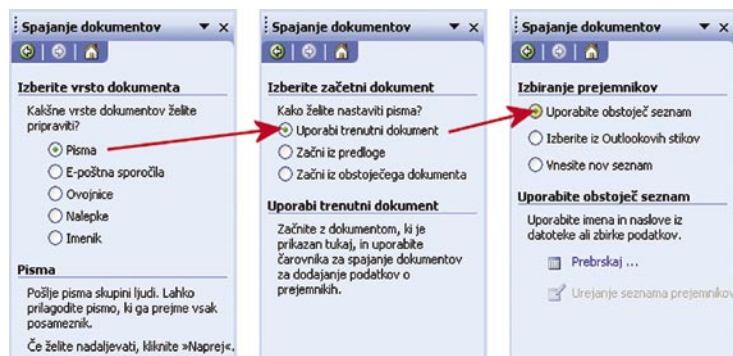 Spajanje dokumentov
Izberite vrsto dokumenta
Kakšne vrste dokumentov želite
pripraviti?
Pisma
E-poštna sporočila
Ovojnice
Nalepke
Imenik
Pisma
Pošlje pisma skupini ljudi. Lahko
prilagodite pismo, ki ga prejme vsak
posameznik.
Če želite nadaljevati, kliknite »Naprej«.
Spajanje dokumentov
Izberite začetni dokument
Kako želite nastaviti pisma?
Uporabi trenutni dokument
Začni iz predloge
Začni iz obstoječega dokumenta
Uporabi trenutni dokument
Začnite z dokumentom, ki je
prikazan tukaj, in uporabite
čarovnika za spajanje dokumentov
za dodajanje podatkov o
prejemnikih.
Spajanje dokumentov
Izbiranje prejemnikov
Uporabite obstoječ seznam
Izberite iz Outlookovih stikov
Vnesite nov seznam
Uporabite obstoječ seznam
Uporabite imena in naslove iz
datoteke ali zbirke podatkov.
Prebrskaj ...
Urejanje seznama prejemnikov